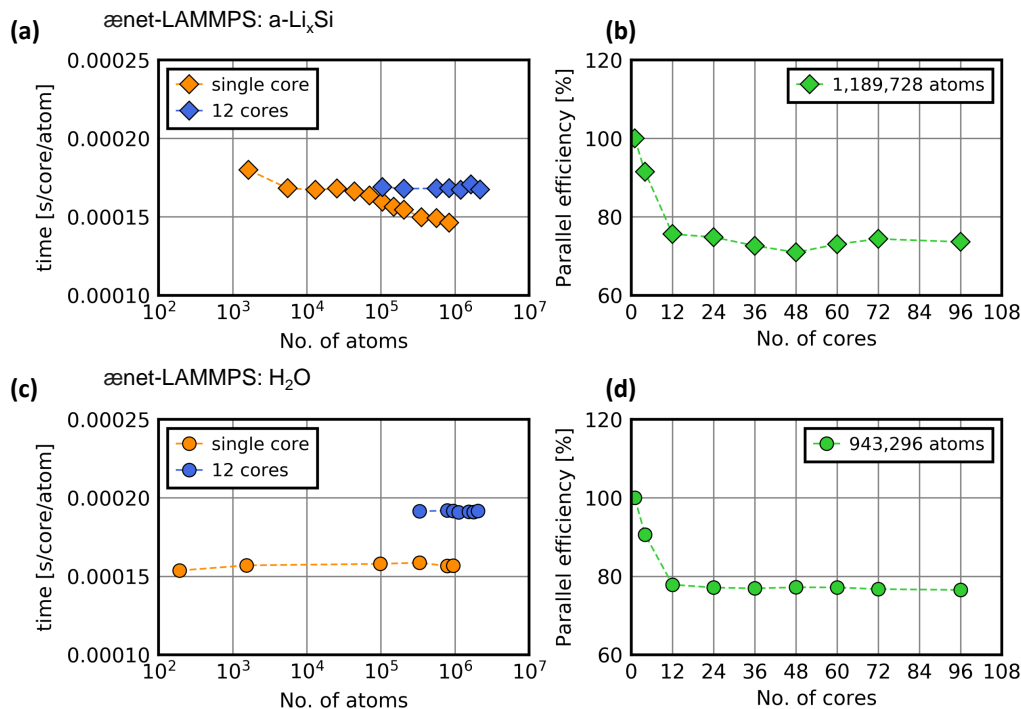 (a)
ænet-LAMMPS: a-LiₓSi
time [s/core/atom]
0.00025
0.00020
0.00015
0.00010
single core
12 cores
10² 10³ 10⁴ 10⁵ 10⁶ 10⁷
No. of atoms
(b)
Parallel efficiency [%]
120
100
80
60
1,189,728 atoms
0 12 24 36 48 60 72 84 96 108
No. of cores
(c)
ænet-LAMMPS: H₂O
time [s/core/atom]
0.00025
0.00020
0.00015
0.00010
single core
12 cores
10² 10³ 10⁴ 10⁵ 10⁶ 10⁷
No. of atoms
(d)
Parallel efficiency [%]
120
100
80
60
943,296 atoms
0 12 24 36 48 60 72 84 96 108
No. of cores